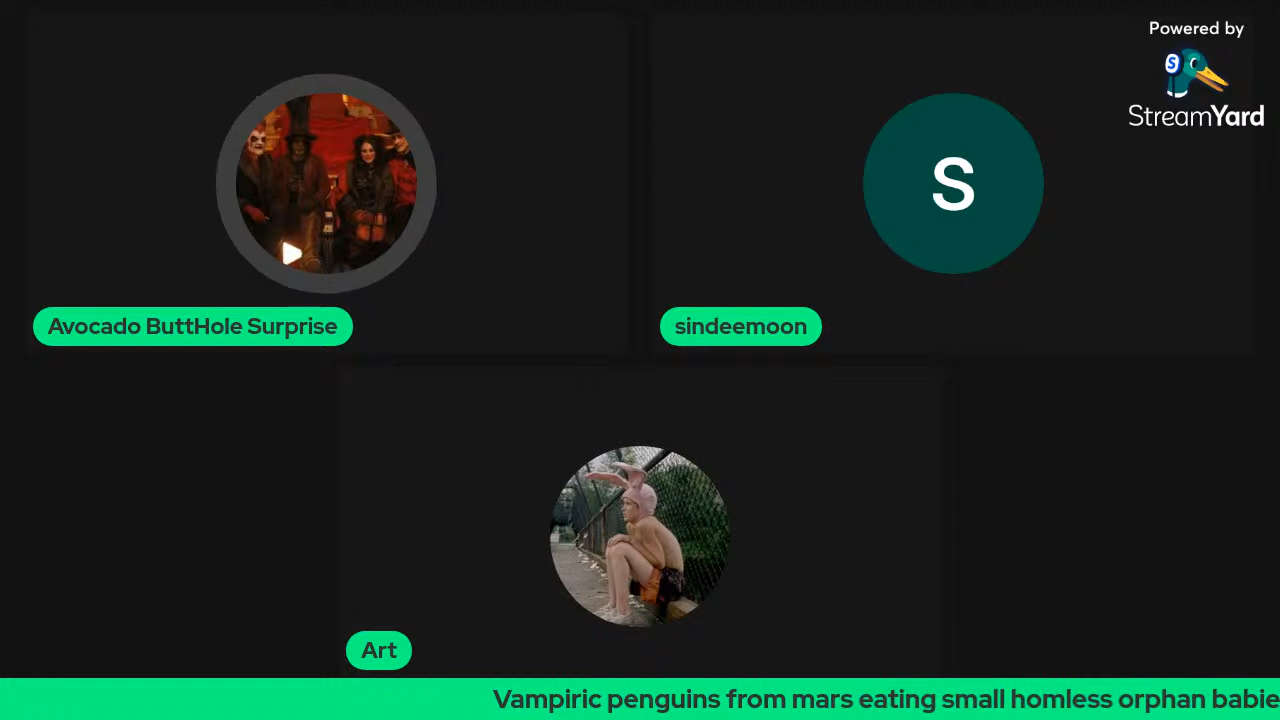 Powered by
StreamYard
Avocado ButtHole Surprise
S
sindeemoon
Art
Vampiric penguins from mars eating small homless orphan babie